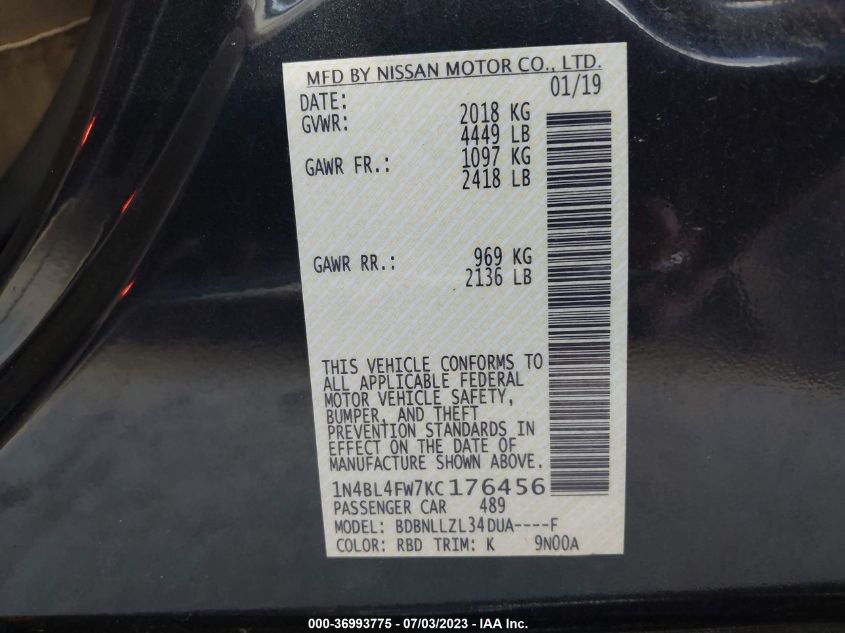 MFD BY NISSAN MOTOR CO., LTD.
DATE: 01/19
GVWR: 2018 KG
4449 LB
GAWR FR.: 1097 KG
2418 LB
GAWR RR.: 969 KG
2136 LB
THIS VEHICLE CONFORMS TO
ALL APPLICABLE FEDERAL
MOTOR VEHICLE SAFETY,
BUMPER, AND THEFT
PREVENTION STANDARDS IN
EFFECT ON THE DATE OF
MANUFACTURE SHOWN ABOVE.
1N4BL4FW7KC176456
PASSENGER CAR 489
MODEL: BDBNLLZL34DUA----F
COLOR: RBD TRIM: K 9N00A
000-36993775 - 07/03/2023 - IAA Inc.